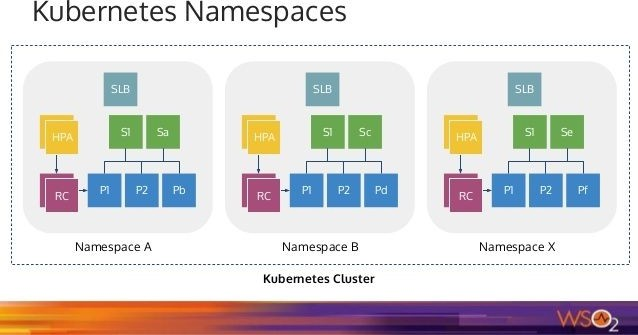 Kubernetes Namespaces
SLB
HPA
S1
Sa
RC
P1
P2
Pb
Namespace A
SLB
HPA
S1
Sc
RC
P1
P2
Pd
Namespace B
SLB
HPA
S1
Se
RC
P1
P2
Pf
Namespace X
Kubernetes Cluster
WSO2